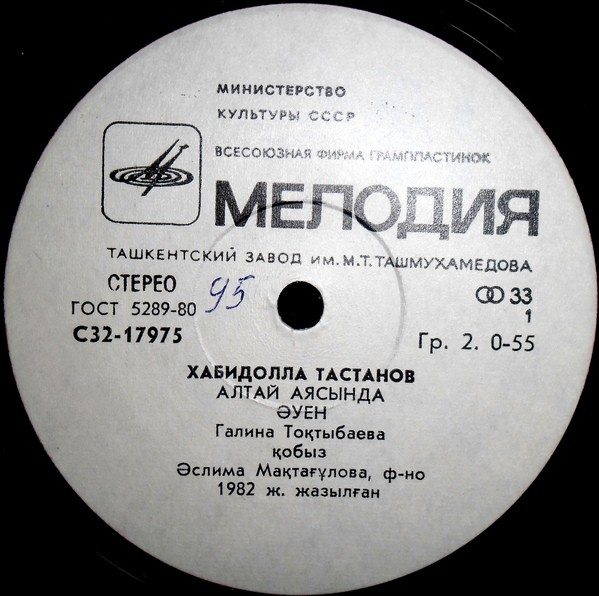 МИНИСТЕРСТВО
КУЛЬТУРЫ СССР
ВСЕСОЮЗНАЯ ФИРМА ГРАМПЛАСТИНОК
МЕЛОДИЯ
ТАШКЕНТСКИЙ ЗАВОД ИМ. М. Т. ТАШМУХАМЕДОВА
СТЕРЕО 95 33
ГОСТ 5289-80 1
С32-17975 Гр. 2. 0-55
ХАБИДОЛЛА ТАСТАНОВ
АЛТАЙ АЯСЫНДА
ӘУЕН
Галина Тоқтыбаева
қобыз
Әслима Мақтағұлова, ф-но
1982 ж. жазылған